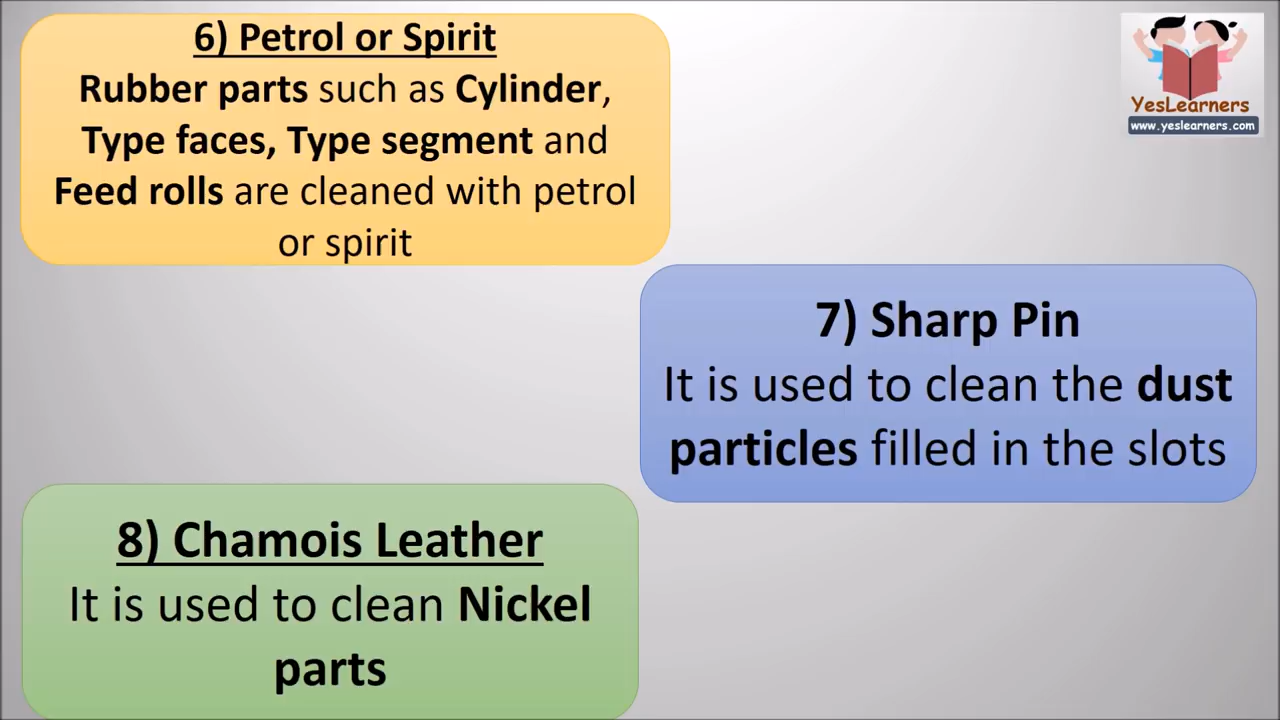 6) Petrol or Spirit
Rubber parts such as Cylinder,
Type faces, Type segment and
Feed rolls are cleaned with petrol
or spirit
YesLearners
www.yeslearners.com
7) Sharp Pin
It is used to clean the dust
particles filled in the slots
8) Chamois Leather
It is used to clean Nickel
parts